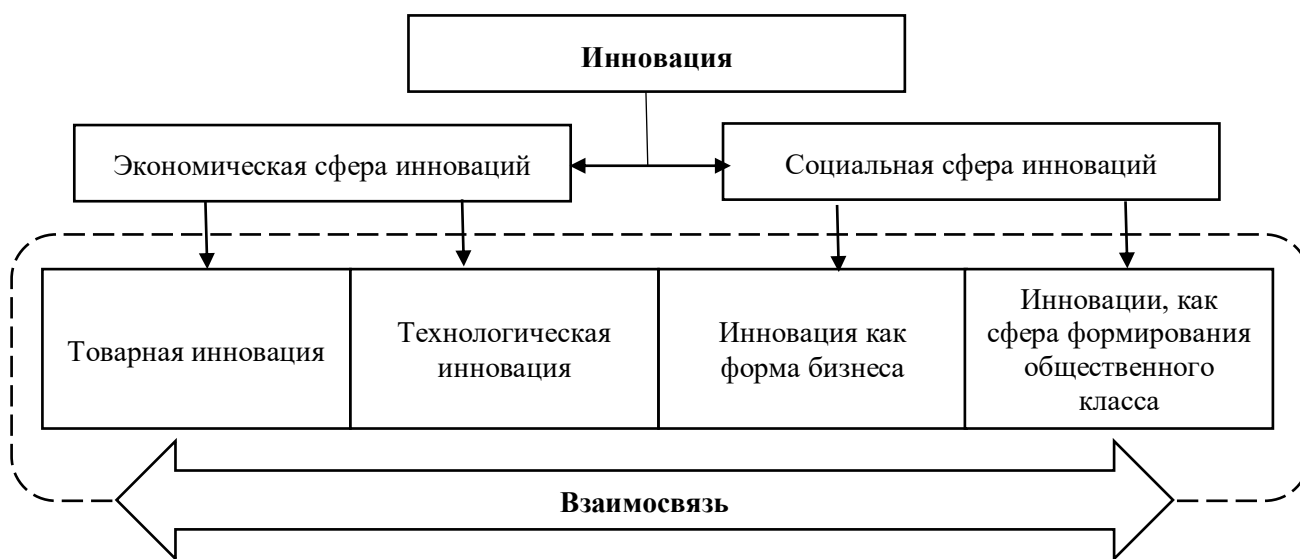 Инновация
Экономическая сфера инноваций
Социальная сфера инноваций
Товарная инновация
Технологическая
инновация
Инновация как
форма бизнеса
Инновации, как
сфера формирования
общественного
класса
Взаимосвязь